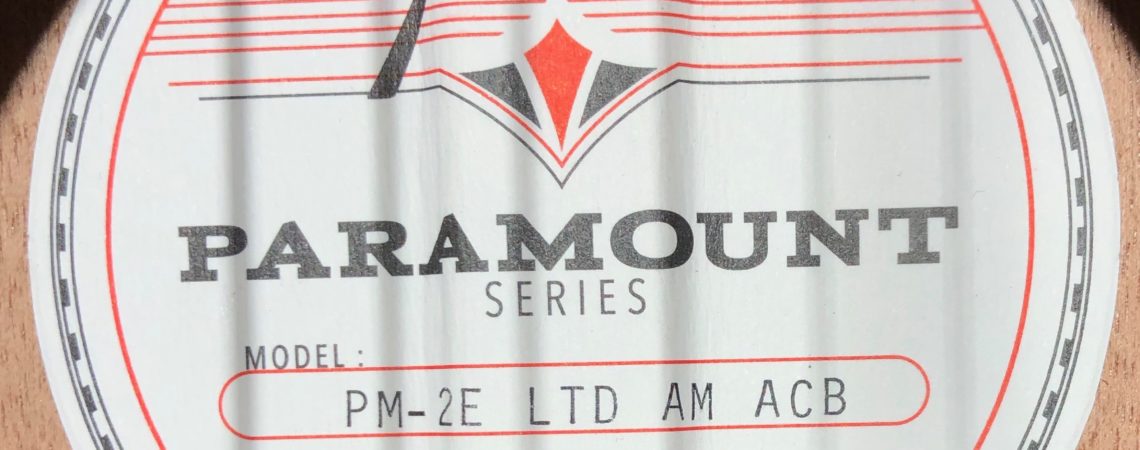 PARAMOUNT
SERIES
MODEL:
PM-2E LTD AM ACB